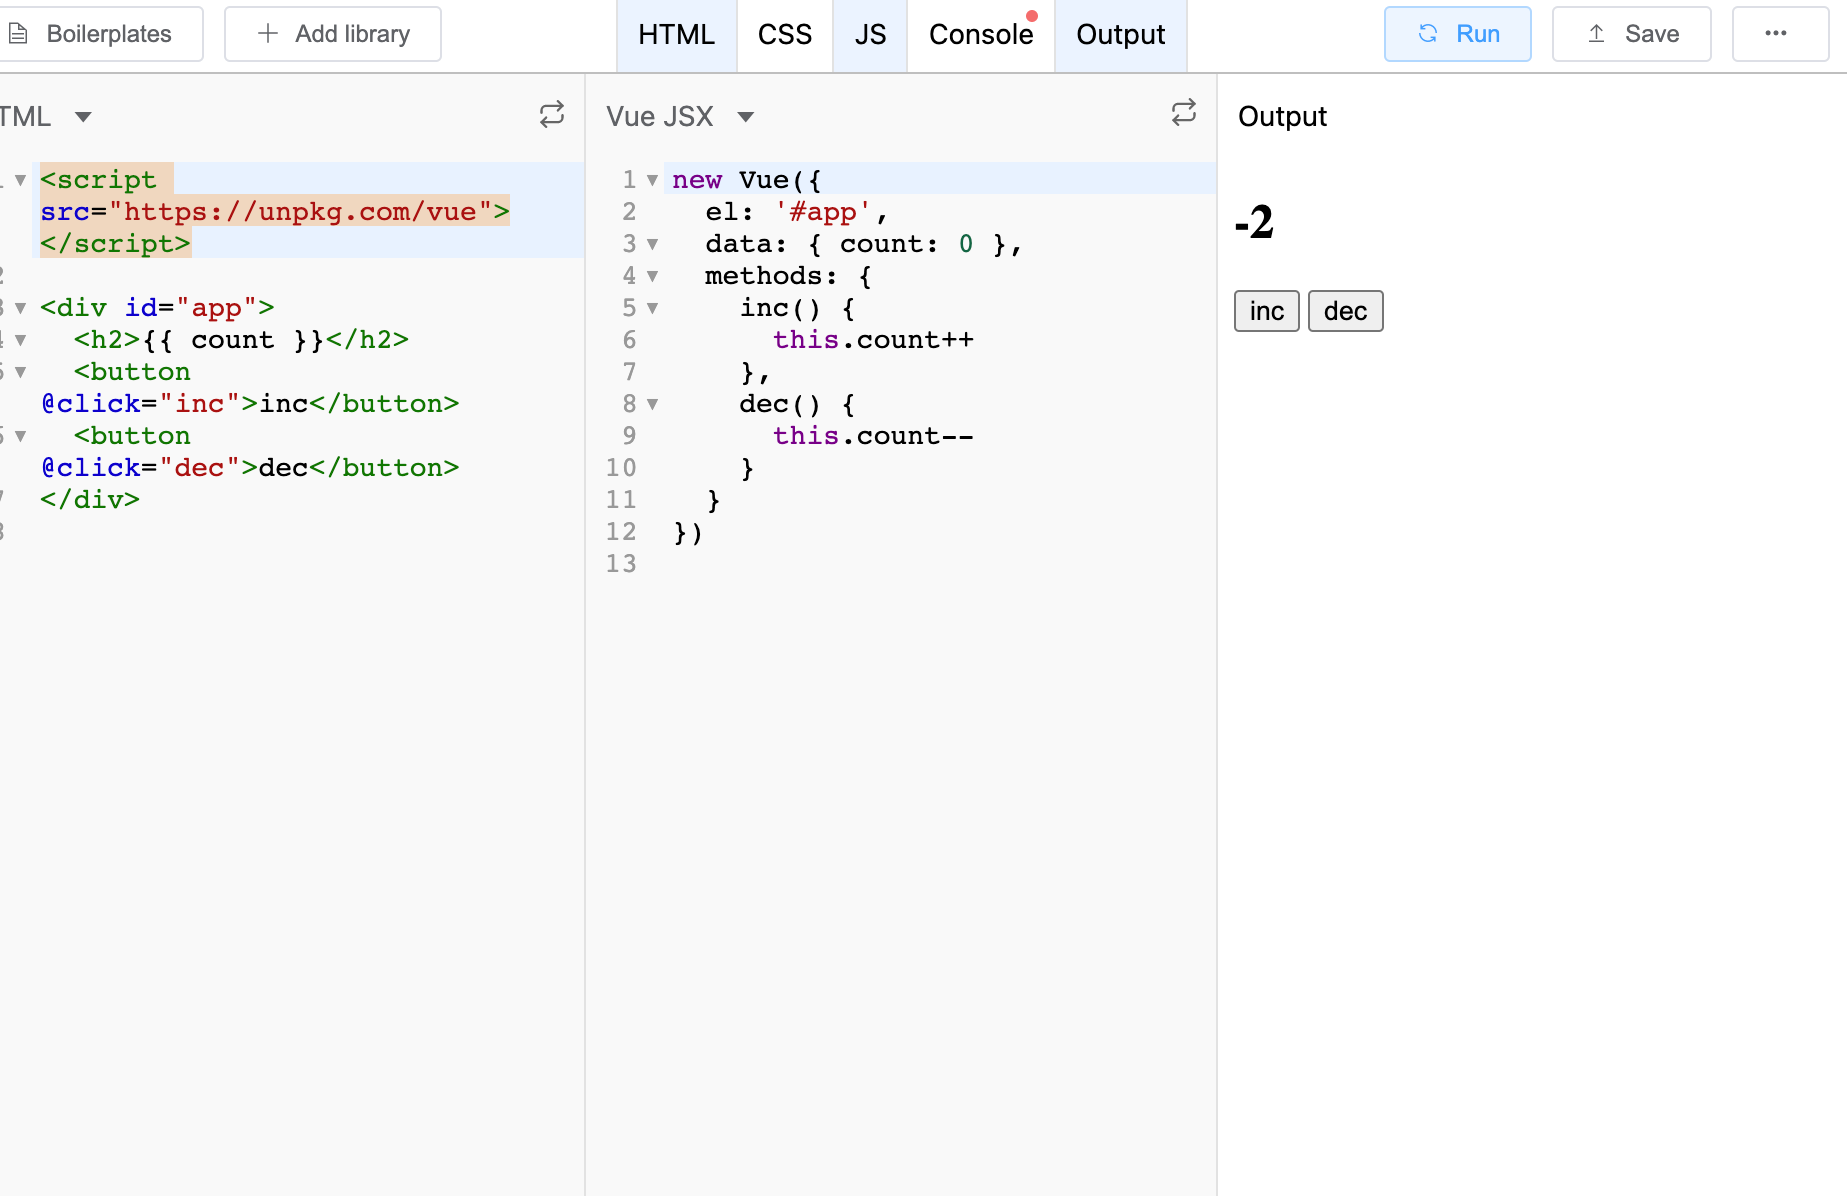 Boilerplates
Add library
HTML
CSS
JS
Console
Output
Run
Save
TML
<script
src="https://unpkg.com/vue">
</script>
<div id="app">
<h2>{{ count }}</h2>
<button
@click="inc">inc</button>
<button
@click="dec">dec</button>
</div>
Vue JSX
1 new Vue({
2 el: '#app',
3 data: { count: 0 },
4 methods: {
5 inc() {
6 this.count++
7 },
8 dec() {
9 this.count--
10 }
11 }
12 })
13
Output
-2
inc
dec